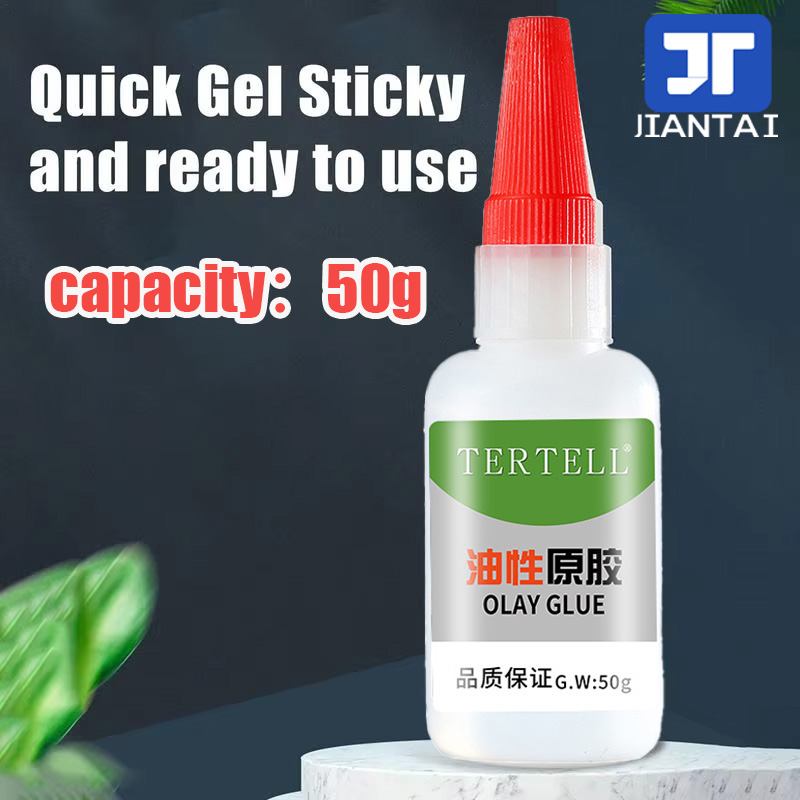 Quick Gel Sticky
and ready to use
capacity：50g
JT
JIANTAI
TERTELL®
油性原胶
OLAY GLUE
品质保证G.W:50g